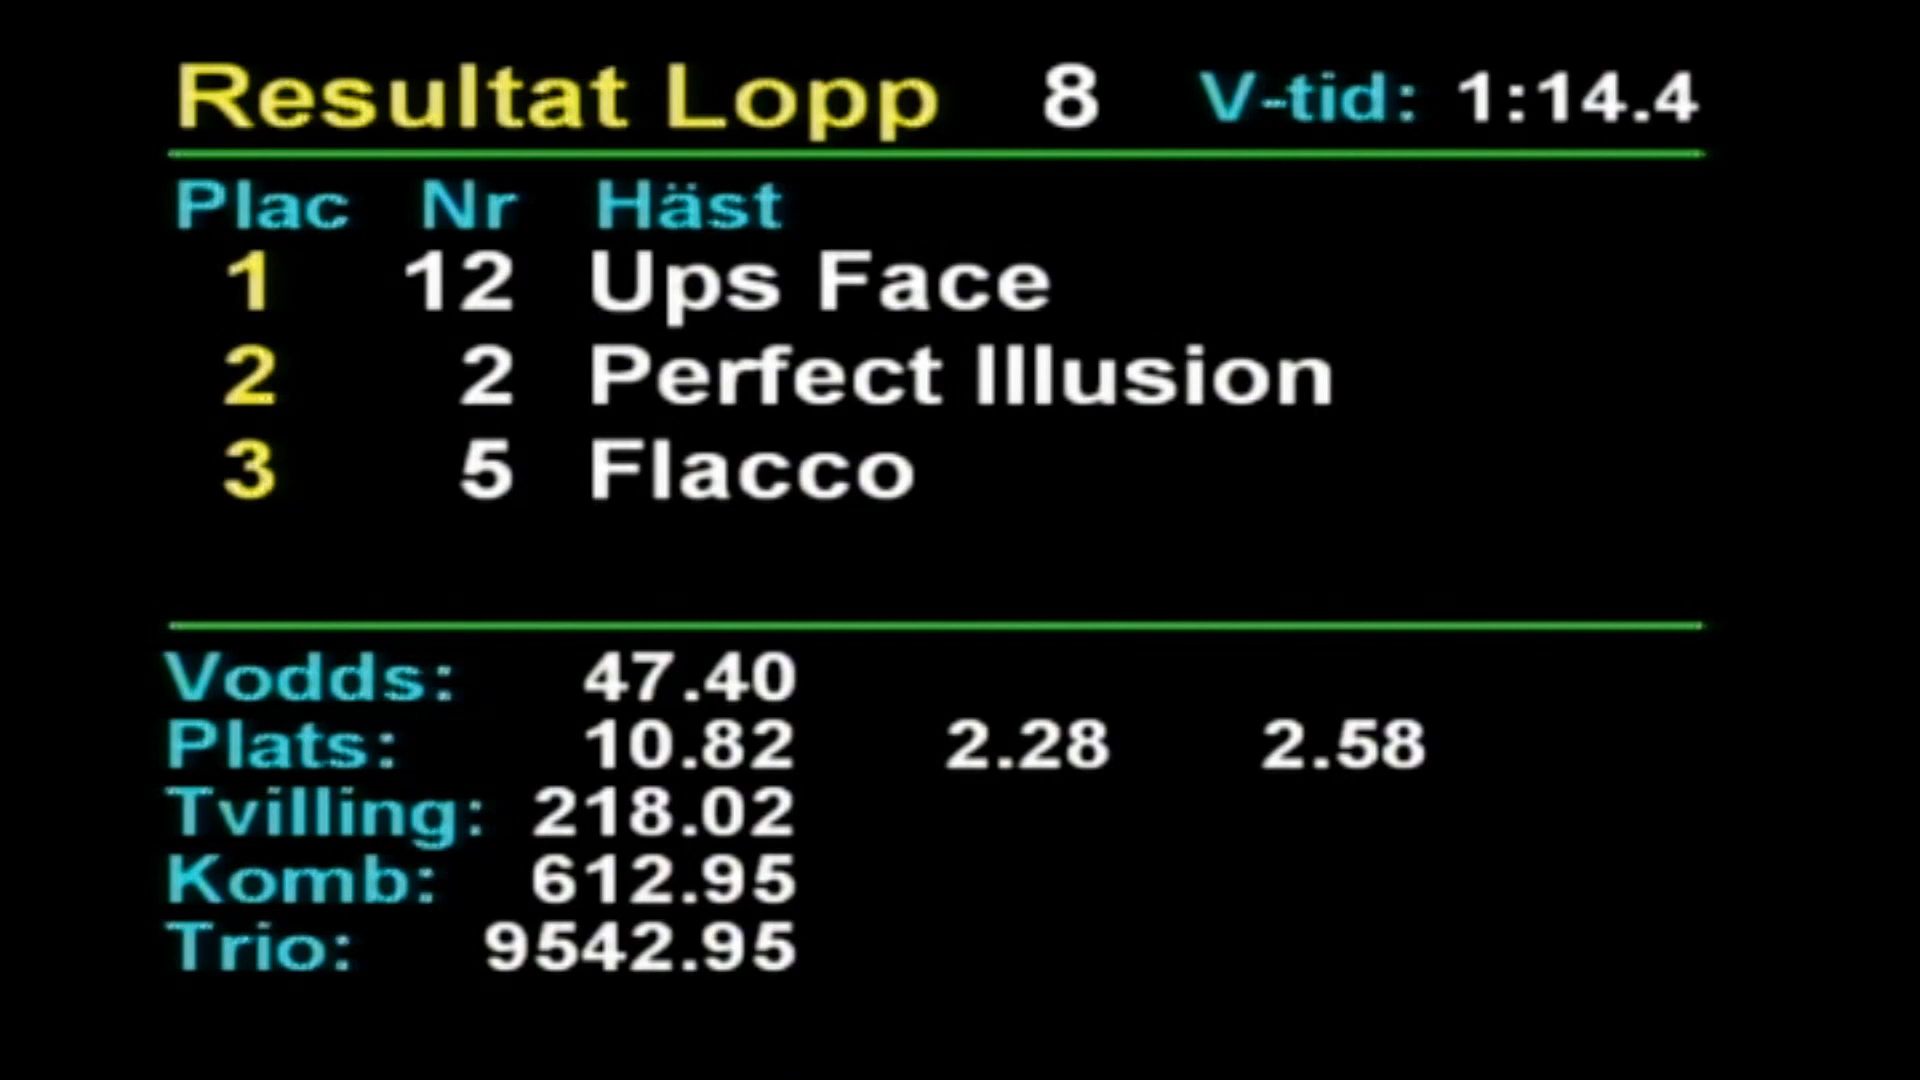 Resultat Lopp 8 V-tid: 1:14.4
Plac Nr Häst
1 12 Ups Face
2 2 Perfect Illusion
3 5 Flacco
Vodds: 47.40
Plats: 10.82 2.28 2.58
Tvilling: 218.02
Komb: 612.95
Trio: 9542.95